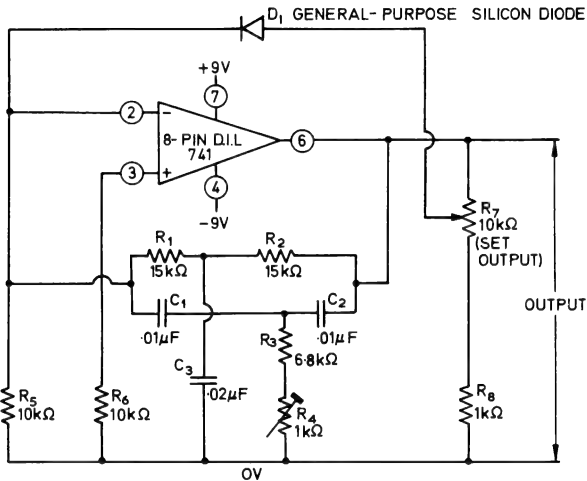 D1 GENERAL-PURPOSE SILICON DIODE
+9V
7
2
-
8-PIN D.I.L
741
6
3
+
4
-9V
R1
15kΩ
R2
15kΩ
R7
10kΩ
(SET
OUTPUT)
C1
·01µF
C2
·01µF
OUTPUT
R3
6·8kΩ
C3
·02µF
R5
10kΩ
R6
10kΩ
R4
1kΩ
R8
1kΩ
0V